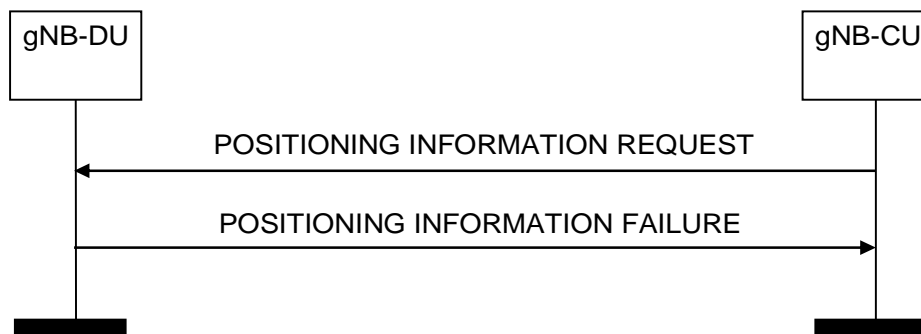 gNB-DU
gNB-CU
POSITIONING INFORMATION REQUEST
POSITIONING INFORMATION FAILURE